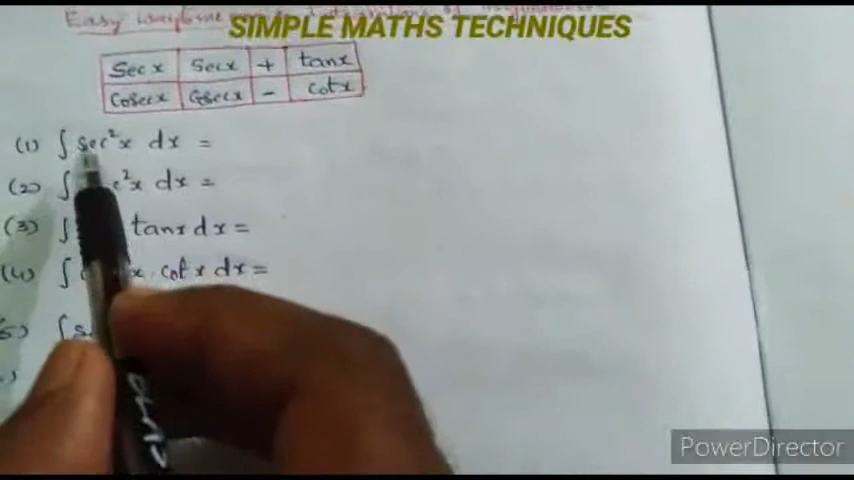 SIMPLE MATHS TECHNIQUES
Easy
Secx secx + tanx
Cosecx Cosecx - cotx
(1) ∫ sec²x dx =
(2) ∫ c²x dx =
(3) ∫ tanx dx =
(4) ∫ c x . cot x dx =
5) ∫ s
PowerDirector